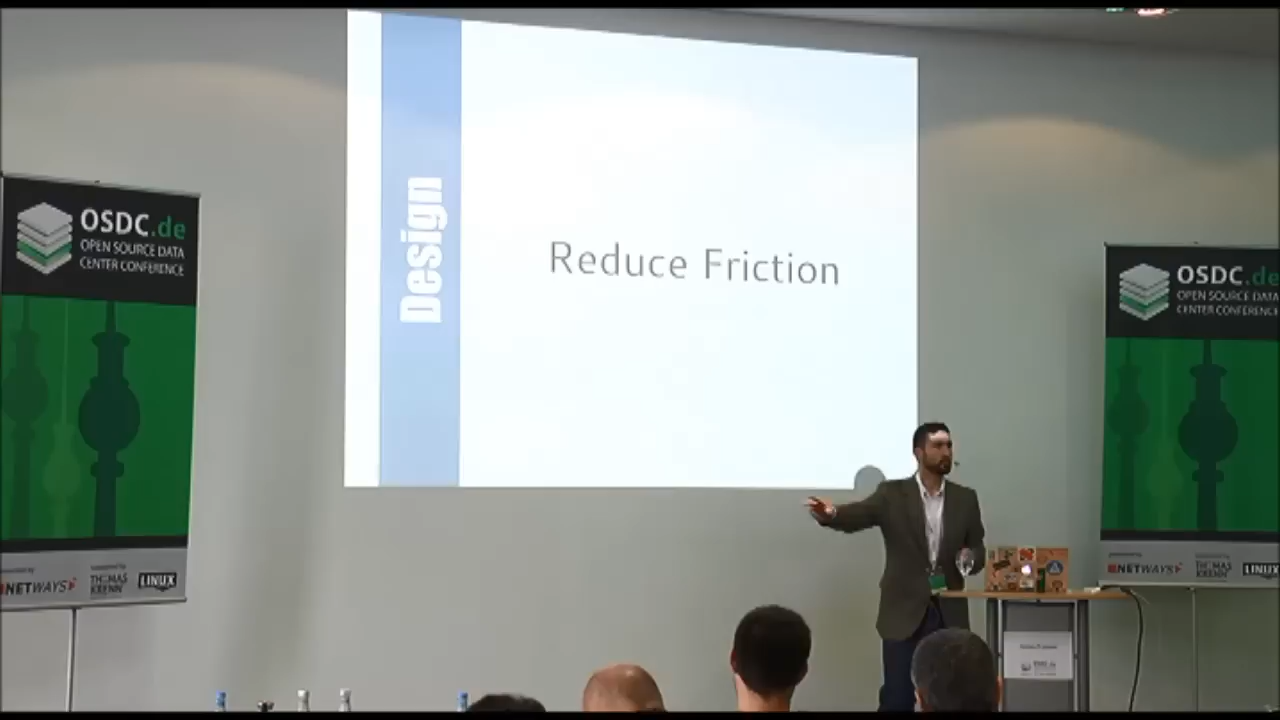 OSDC.de
OPEN SOURCE DATA
CENTER CONFERENCE
NETWAYS
THOMAS
KRENN
LINUX
Design
Reduce Friction
OSDC.de
OPEN SOURCE DATA
CENTER CONFERENCE
NETWAYS
THOMAS
KRENN
LINUX